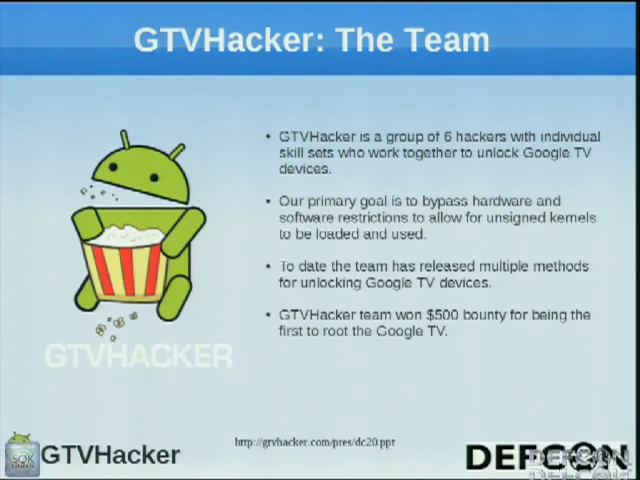 GTVHacker: The Team
• GTVHacker is a group of 6 hackers with individual
skill sets who work together to unlock Google TV
devices.
• Our primary goal is to bypass hardware and
software restrictions to allow for unsigned kernels
to be loaded and used.
• To date the team has released multiple methods
for unlocking Google TV devices.
• GTVHacker team won $500 bounty for being the
first to root the Google TV.
GTVHACKER
GTVHacker
http://gtvhacker.com/pres/dc20.ppt
DEFCON
DEFCON